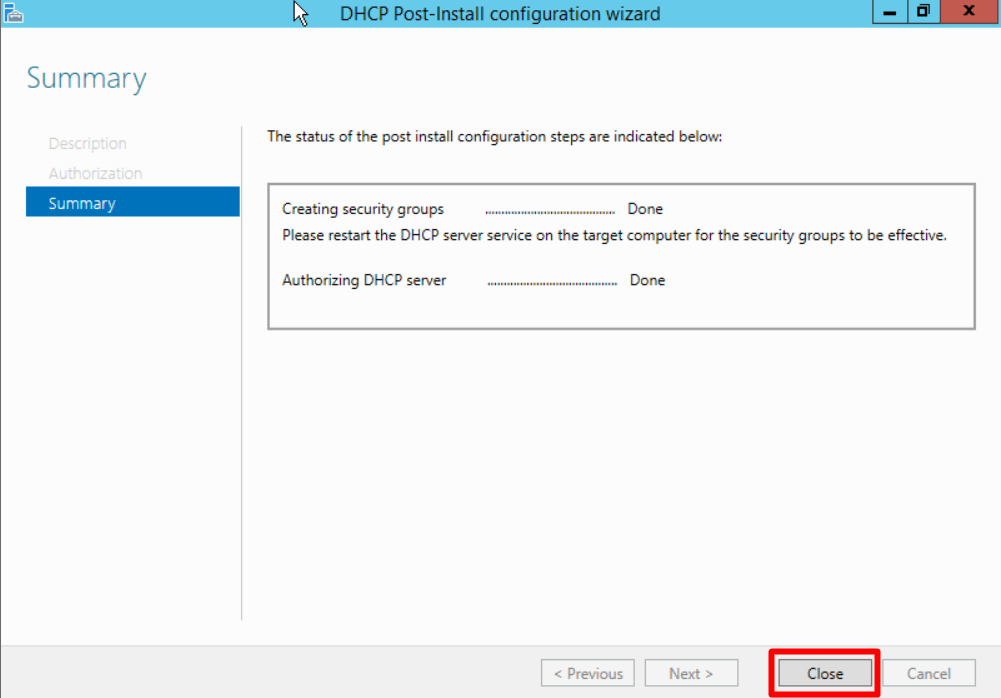 DHCP Post-Install configuration wizard
Summary
Description
Authorization
Summary
The status of the post install configuration steps are indicated below:
Creating security groups ........................................ Done
Please restart the DHCP server service on the target computer for the security groups to be effective.
Authorizing DHCP server ........................................ Done
< Previous Next > Close Cancel